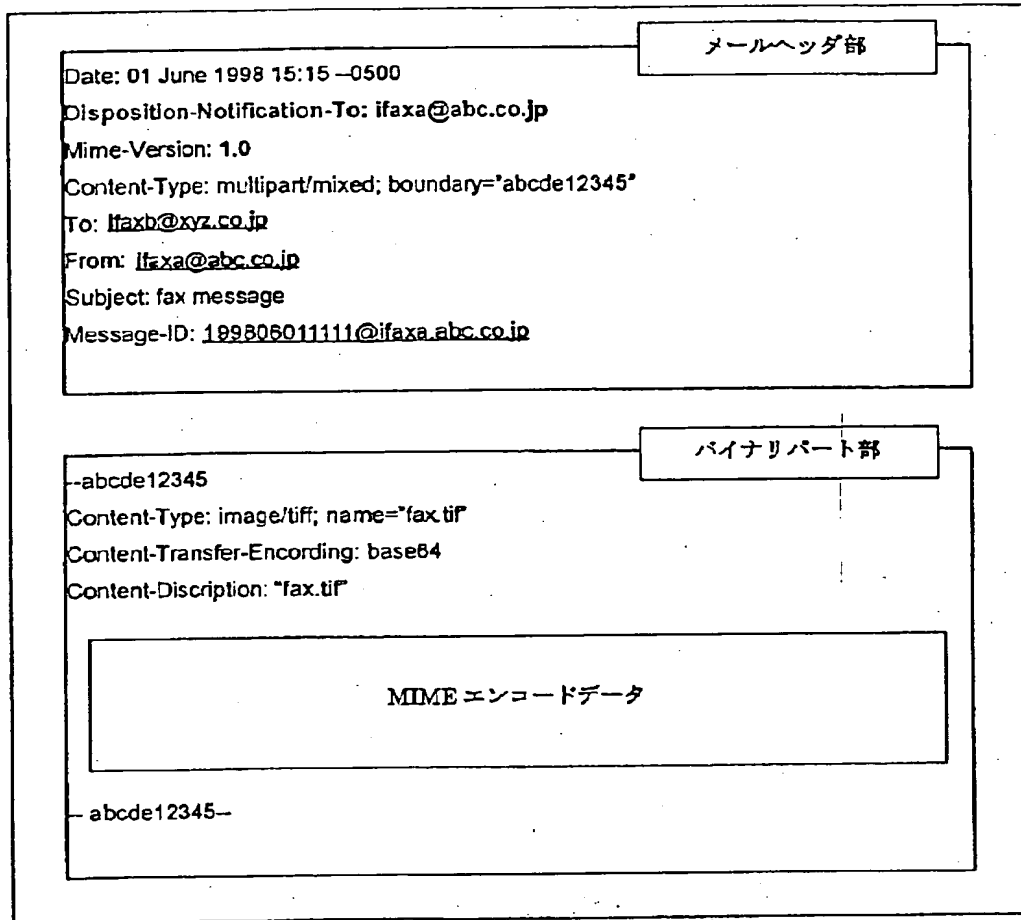 メールヘッダ部
Date: 01 June 1998 15:15 –0500
Disposition-Notification-To: ifaxa@abc.co.jp
Mime-Version: 1.0
Content-Type: multipart/mixed; boundary="abcde12345"
To: ifaxb@xyz.co.jp
From: ifaxa@abc.co.jp
Subject: fax message
Message-ID: 199806011111@ifaxa.abc.co.jp
バイナリパート部
--abcde12345
Content-Type: image/tiff; name="fax.tif"
Content-Transfer-Encording: base64
Content-Discription: "fax.tif"
MIME エンコードデータ
-- abcde12345--